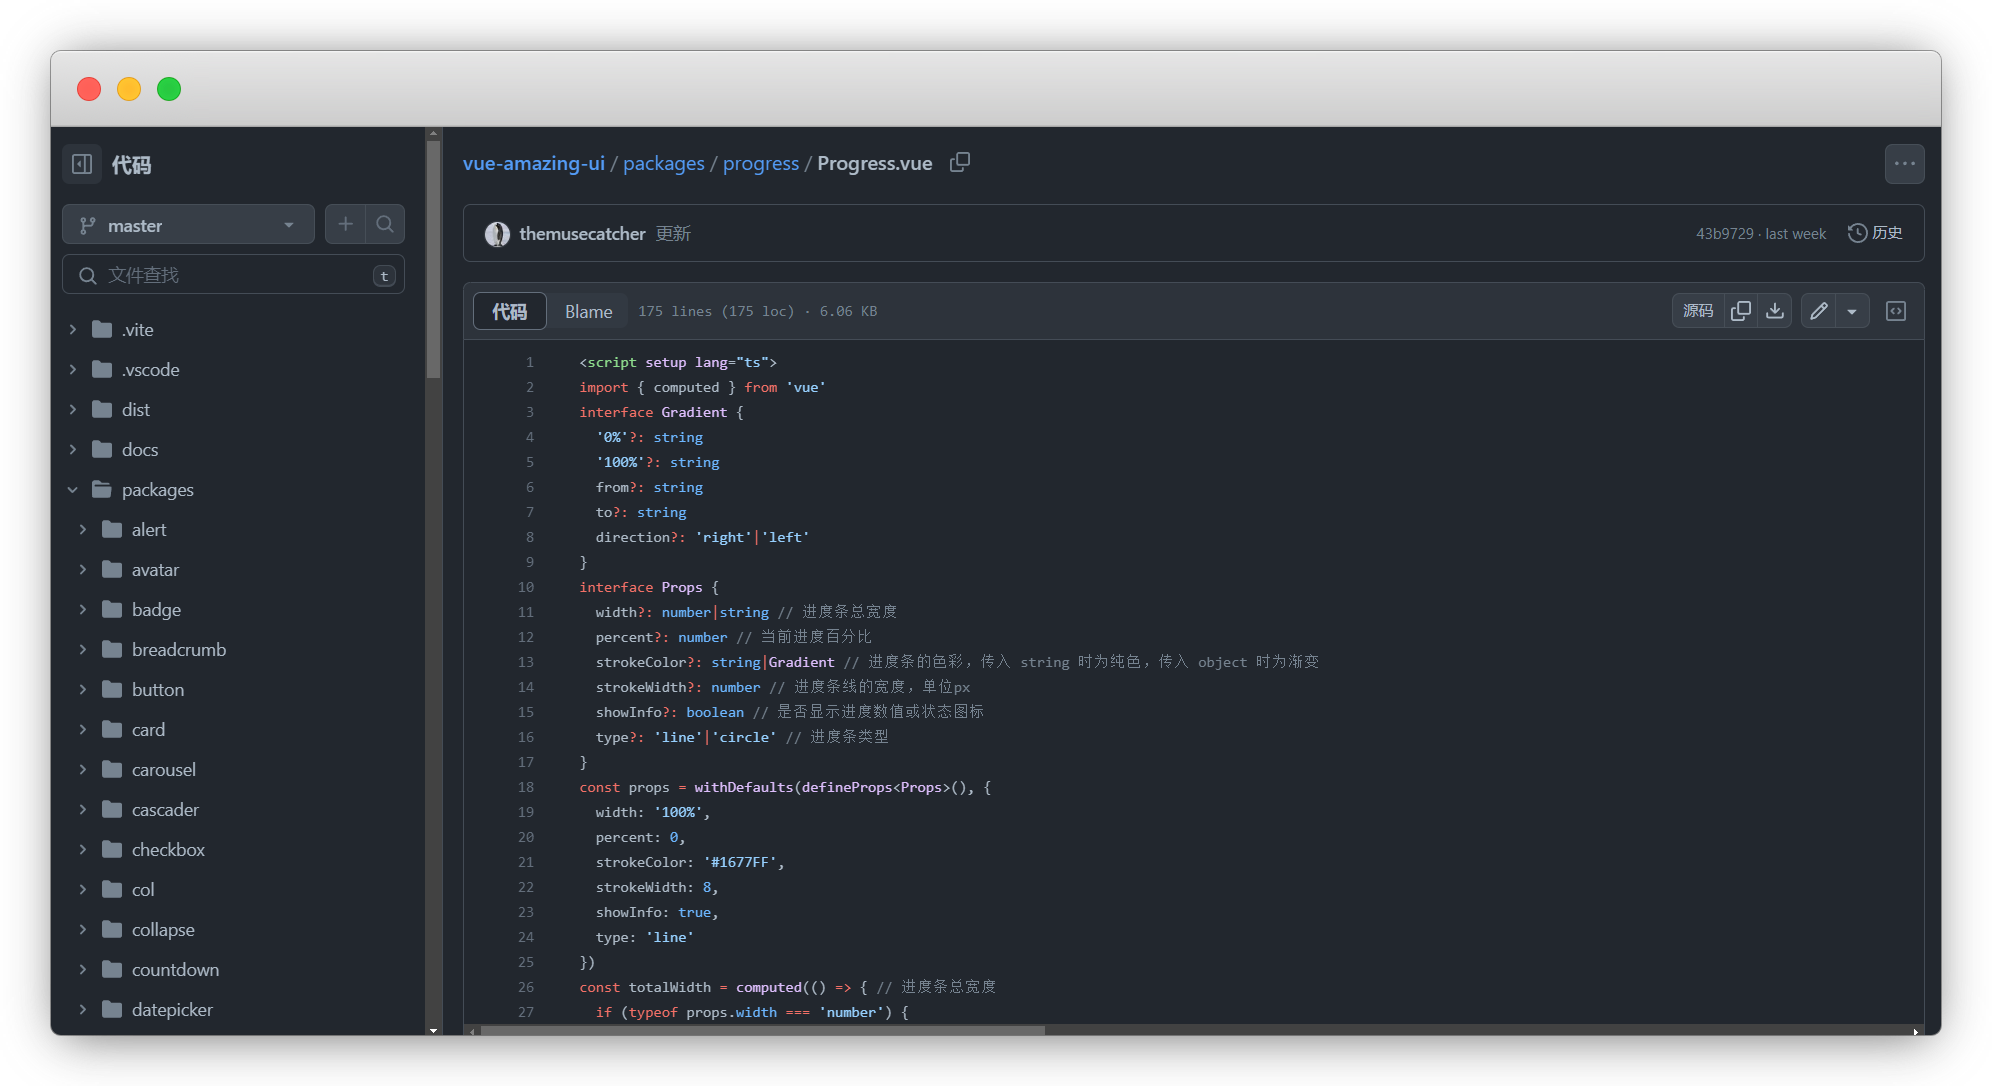 代码
master
文件查找
t
.vite
.vscode
dist
docs
packages
alert
avatar
badge
breadcrumb
button
card
carousel
cascader
checkbox
col
collapse
countdown
datepicker
vue-amazing-ui / packages / progress / Progress.vue
themusecatcher 更新
43b9729 · last week 历史
代码 Blame 175 lines (175 loc) · 6.06 KB 源码
1 <script setup lang="ts">
2 import { computed } from 'vue'
3 interface Gradient {
4 '0%'?: string
5 '100%'?: string
6 from?: string
7 to?: string
8 direction?: 'right'|'left'
9 }
10 interface Props {
11 width?: number|string // 进度条总宽度
12 percent?: number // 当前进度百分比
13 strokeColor?: string|Gradient // 进度条的色彩，传入 string 时为纯色，传入 object 时为渐变
14 strokeWidth?: number // 进度条线的宽度，单位px
15 showInfo?: boolean // 是否显示进度数值或状态图标
16 type?: 'line'|'circle' // 进度条类型
17 }
18 const props = withDefaults(defineProps<Props>(), {
19 width: '100%',
20 percent: 0,
21 strokeColor: '#1677FF',
22 strokeWidth: 8,
23 showInfo: true,
24 type: 'line'
25 })
26 const totalWidth = computed(() => { // 进度条总宽度
27 if (typeof props.width === 'number') {